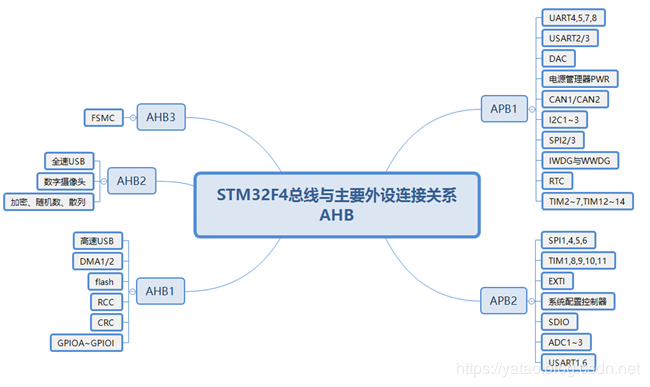 STM32F4总线与主要外设连接关系
AHB
AHB3
FSMC
AHB2
全速USB
数字摄像头
加密、随机数、散列
AHB1
高速USB
DMA1/2
flash
RCC
CRC
GPIOA~GPIOI
APB1
UART4,5,7,8
USART2/3
DAC
电源管理器PWR
CAN1/CAN2
I2C1~3
SPI2/3
IWDG与WWDG
RTC
TIM2~7,TIM12~14
APB2
SPI1,4,5,6
TIM1,8,9,10,11
EXTI
系统配置控制器
SDIO
ADC1~3
USART1,6
https://yatao.blog.csdn.net